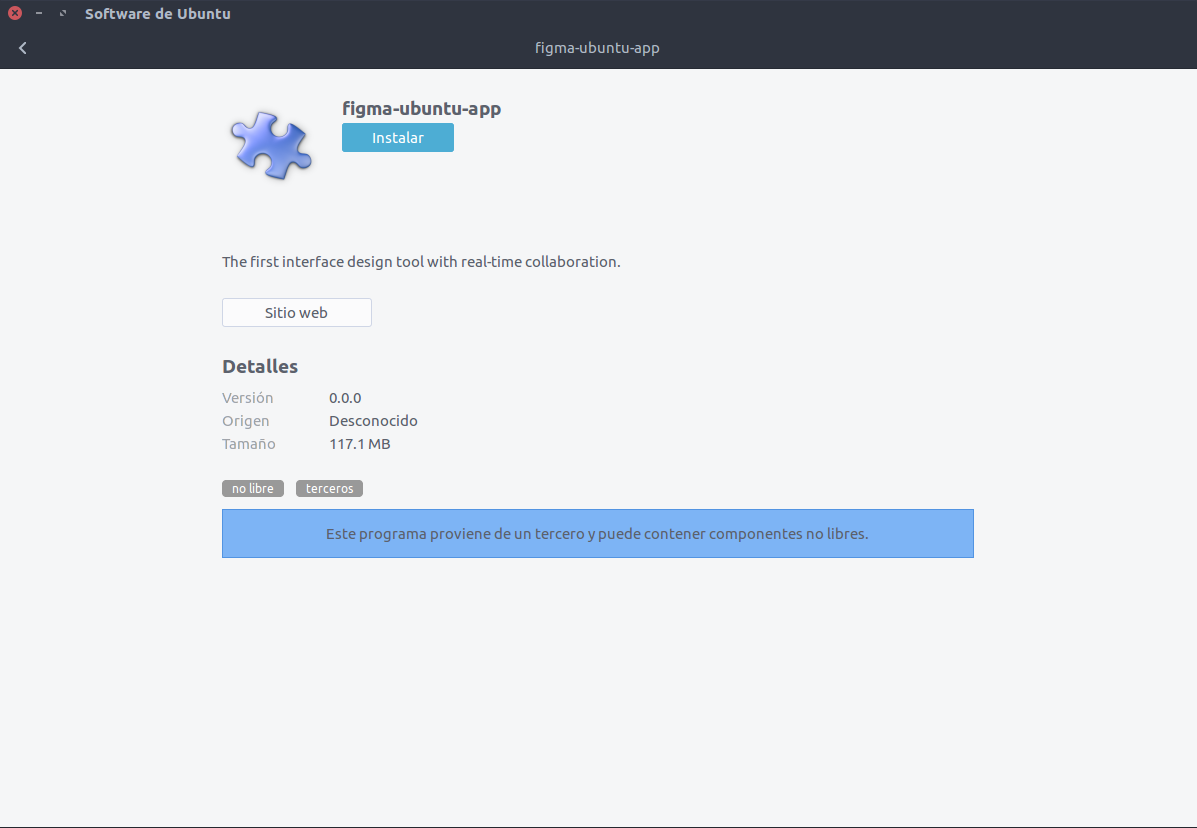 Software de Ubuntu
figma-ubuntu-app
figma-ubuntu-app
Instalar
The first interface design tool with real-time collaboration.
Sitio web
Detalles
Versión 0.0.0
Origen Desconocido
Tamaño 117.1 MB
no libre terceros
Este programa proviene de un tercero y puede contener componentes no libres.